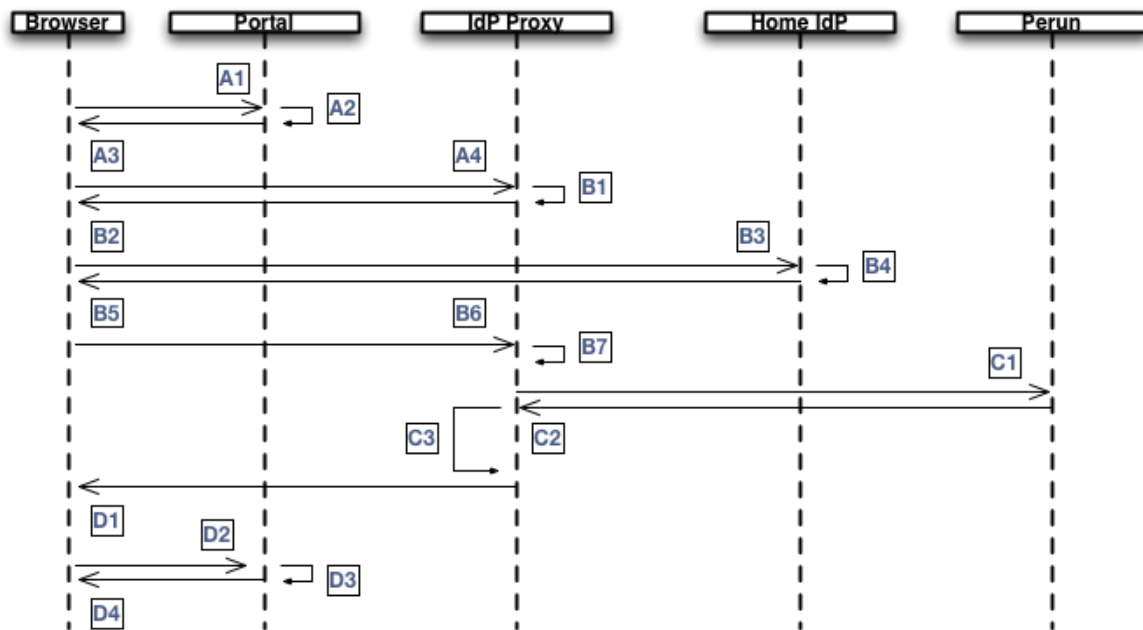 Browser Portal IdP Proxy Home IdP Perun
A1
A2
A3 A4
B1
B2 B3
B4
B5 B6
B7
C1
C3 C2
D1
D2
D3
D4